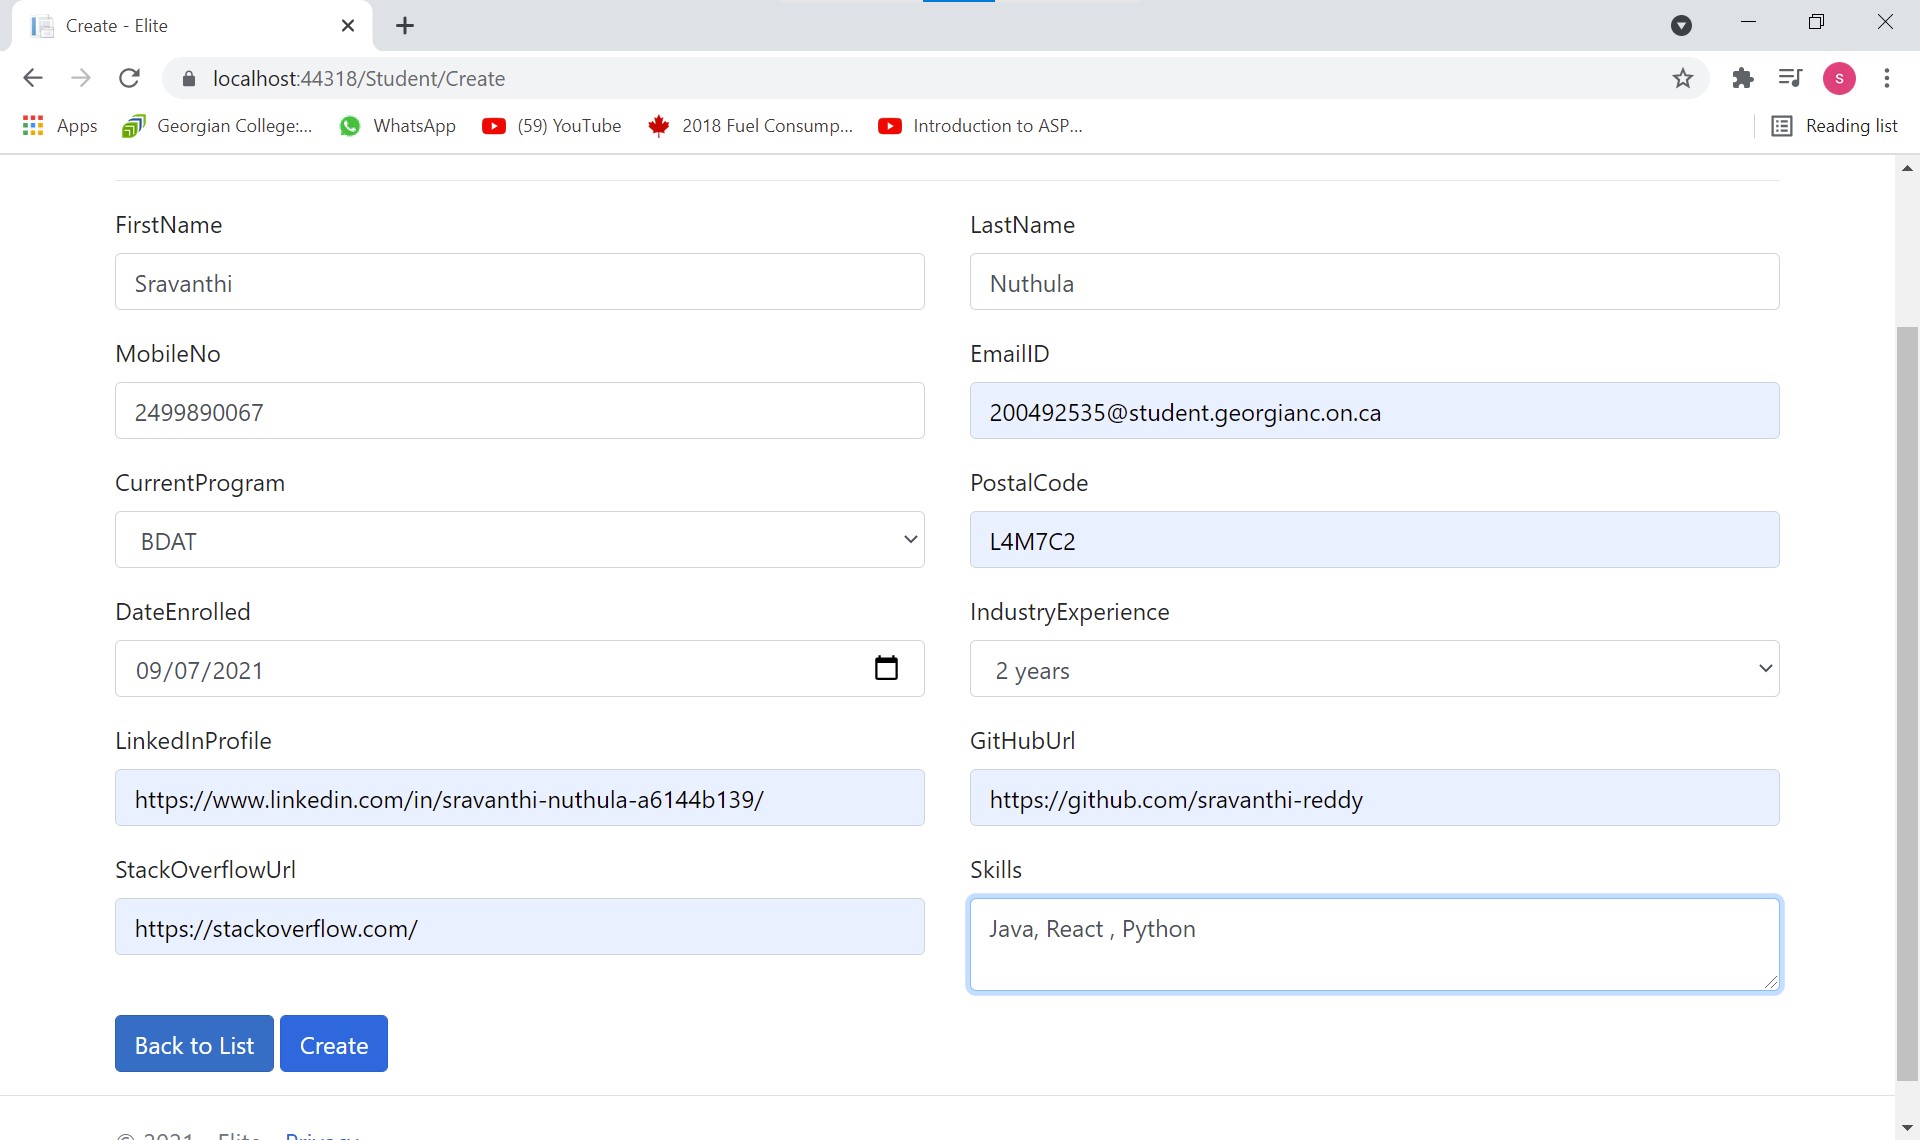 Create - Elite
localhost:44318/Student/Create
S
Apps Georgian College:... WhatsApp (59) YouTube 2018 Fuel Consump... Introduction to ASP... Reading list
FirstName LastName
Sravanthi Nuthula
MobileNo EmailID
2499890067 200492535@student.georgianc.on.ca
CurrentProgram PostalCode
BDAT L4M7C2
DateEnrolled IndustryExperience
09/07/2021 2 years
LinkedInProfile GitHubUrl
https://www.linkedin.com/in/sravanthi-nuthula-a6144b139/ https://github.com/sravanthi-reddy
StackOverflowUrl Skills
https://stackoverflow.com/ Java, React , Python
Back to List Create
© 2021 - Elite - Privacy